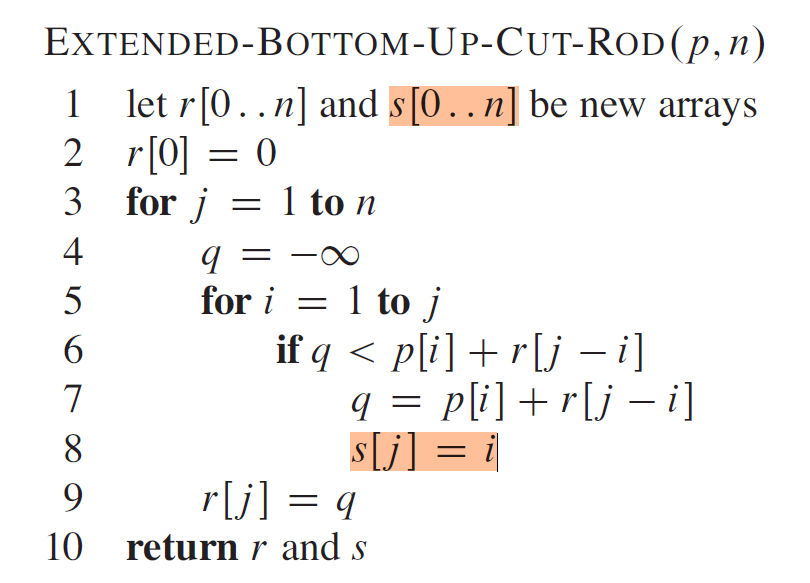 EXTENDED-BOTTOM-UP-CUT-ROD(p, n)
1 let r[0..n] and s[0..n] be new arrays
2 r[0] = 0
3 for j = 1 to n
4 q = −∞
5 for i = 1 to j
6 if q < p[i] + r[j − i]
7 q = p[i] + r[j − i]
8 s[j] = i
9 r[j] = q
10 return r and s